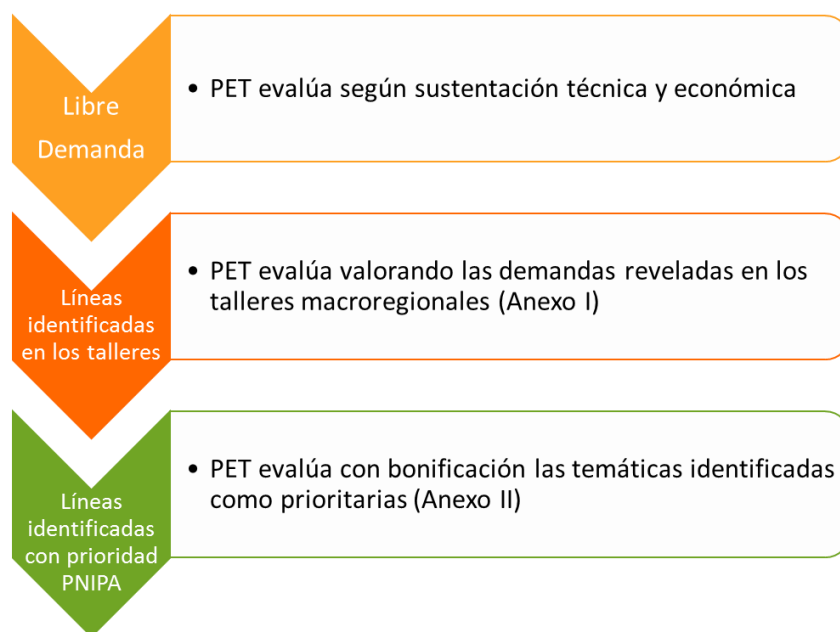 Libre
Demanda
• PET evalúa según sustentación técnica y económica
Líneas
identificadas
en los talleres
• PET evalúa valorando las demandas reveladas en los
talleres macroregionales (Anexo I)
Líneas
identificadas
con prioridad
PNIPA
• PET evalúa con bonificación las temáticas identificadas
como prioritarias (Anexo II)